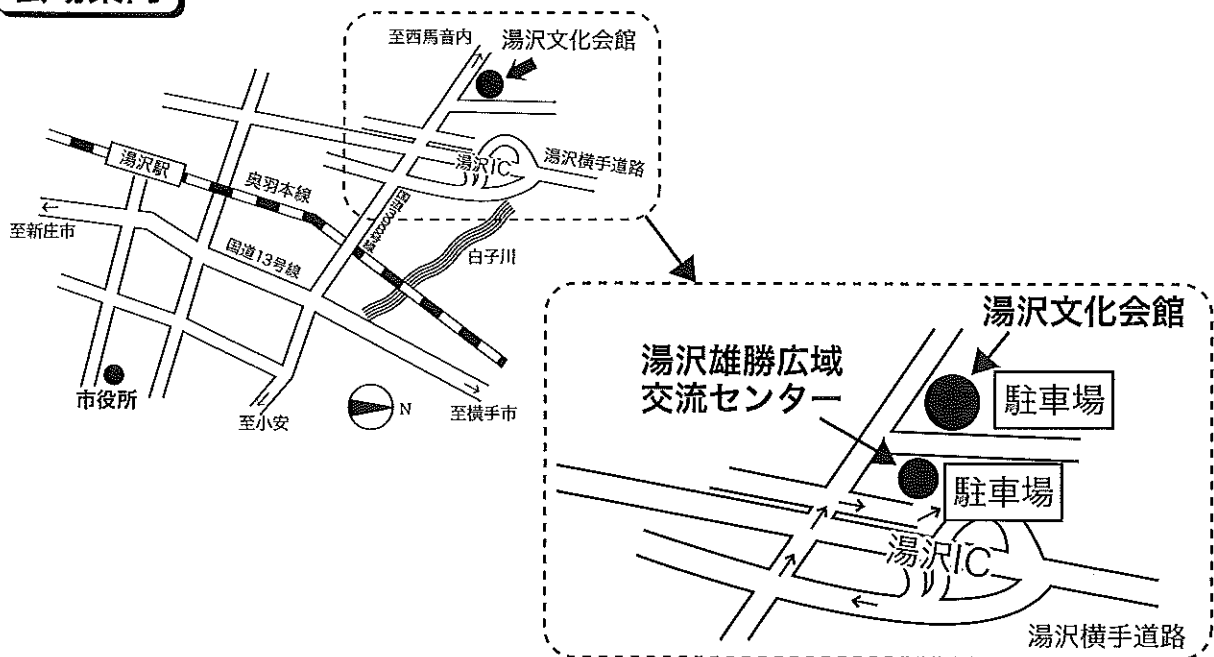 至西馬音内
湯沢文化会館
湯沢駅
奥羽本線
湯沢IC
湯沢横手道路
至新庄市
国道13号線
白子川
市役所
至小安
N
至横手市
湯沢文化会館
湯沢雄勝広域
交流センター
駐車場
駐車場
湯沢IC
湯沢横手道路